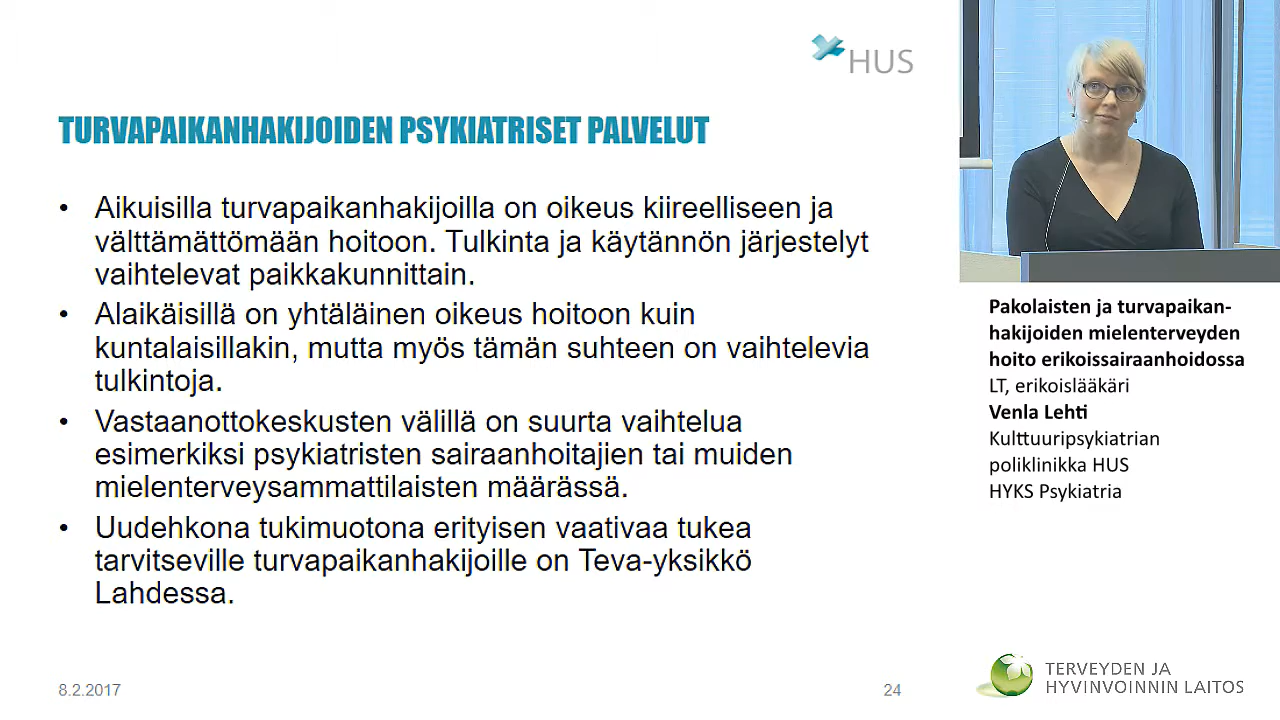 HUS
TURVAPAIKANHAKIJOIDEN PSYKIATRISET PALVELUT
• Aikuisilla turvapaikanhakijoilla on oikeus kiireelliseen ja
välttämättömään hoitoon. Tulkinta ja käytännön järjestelyt
vaihtelevat paikkakunnittain.
• Alaikäisillä on yhtäläinen oikeus hoitoon kuin
kuntalaisillakin, mutta myös tämän suhteen on vaihtelevia
tulkintoja.
• Vastaanottokeskusten välillä on suurta vaihtelua
esimerkiksi psykiatristen sairaanhoitajien tai muiden
mielenterveysammattilaisten määrässä.
• Uudehkona tukimuotona erityisen vaativaa tukea
tarvitseville turvapaikanhakijoille on Teva-yksikkö
Lahdessa.
8.2.2017
24
Pakolaisten ja turvapaikan-
hakijoiden mielenterveyden
hoito erikoissairaanhoidossa
LT, erikoislääkäri
Venla Lehti
Kulttuuripsykiatrian
poliklinikka HUS
HYKS Psykiatria
TERVEYDEN JA
HYVINVOINNIN LAITOS